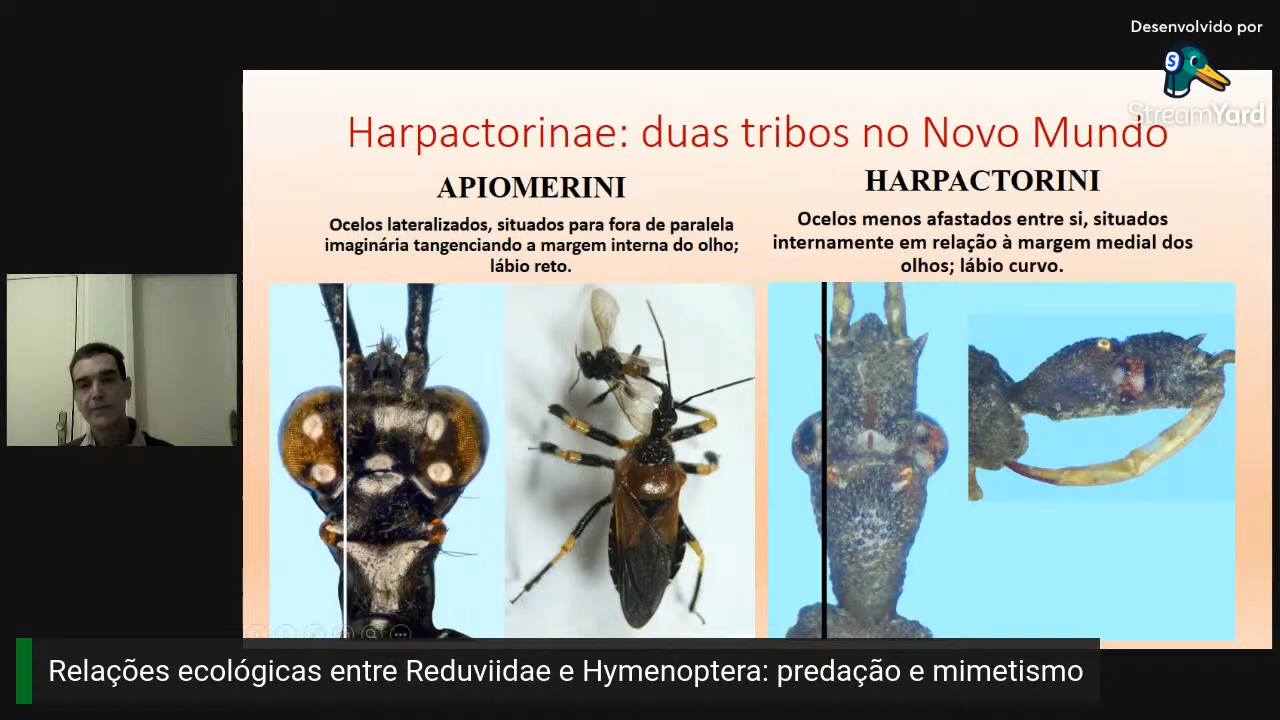 Desenvolvido por
S
StreamYard
Harpactorinae: duas tribos no Novo Mundo
APIOMERINI
Ocelos lateralizados, situados para fora de paralela
imaginária tangenciando a margem interna do olho;
lábio reto.
HARPACTORINI
Ocelos menos afastados entre si, situados
internamente em relação à margem medial dos
olhos; lábio curvo.
Relações ecológicas entre Reduviidae e Hymenoptera: predação e mimetismo